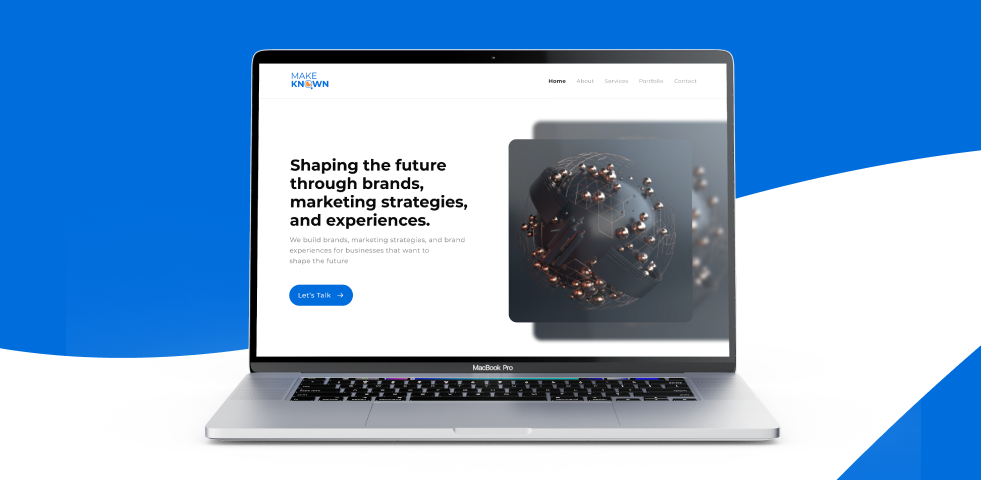 MAKE
KNOWN
Home About Services Portfolio Contact
Shaping the future
through brands,
marketing strategies,
and experiences.
We build brands, marketing strategies, and brand
experiences for businesses that want to
shape the future
Let's Talk →
MacBook Pro